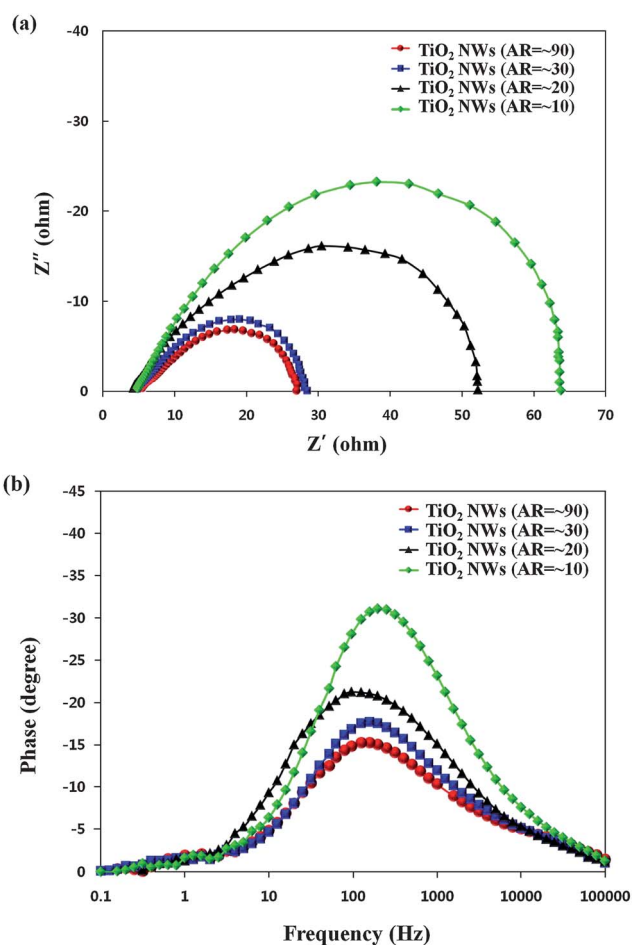 (a)
-40
-30
-20
-10
0
0 10 20 30 40 50 60 70
Z″ (ohm)
Z′ (ohm)
TiO₂ NWs (AR=~90)
TiO₂ NWs (AR=~30)
TiO₂ NWs (AR=~20)
TiO₂ NWs (AR=~10)
(b)
-45
-40
-35
-30
-25
-20
-15
-10
-5
0
0.1 1 10 100 1000 10000 100000
Phase (degree)
Frequency (Hz)
TiO₂ NWs (AR=~90)
TiO₂ NWs (AR=~30)
TiO₂ NWs (AR=~20)
TiO₂ NWs (AR=~10)